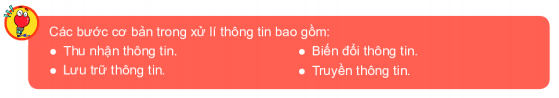 Các bước cơ bản trong xử lí thông tin bao gồm:
● Thu nhận thông tin.
● Lưu trữ thông tin.
● Biến đổi thông tin.
● Truyền thông tin.